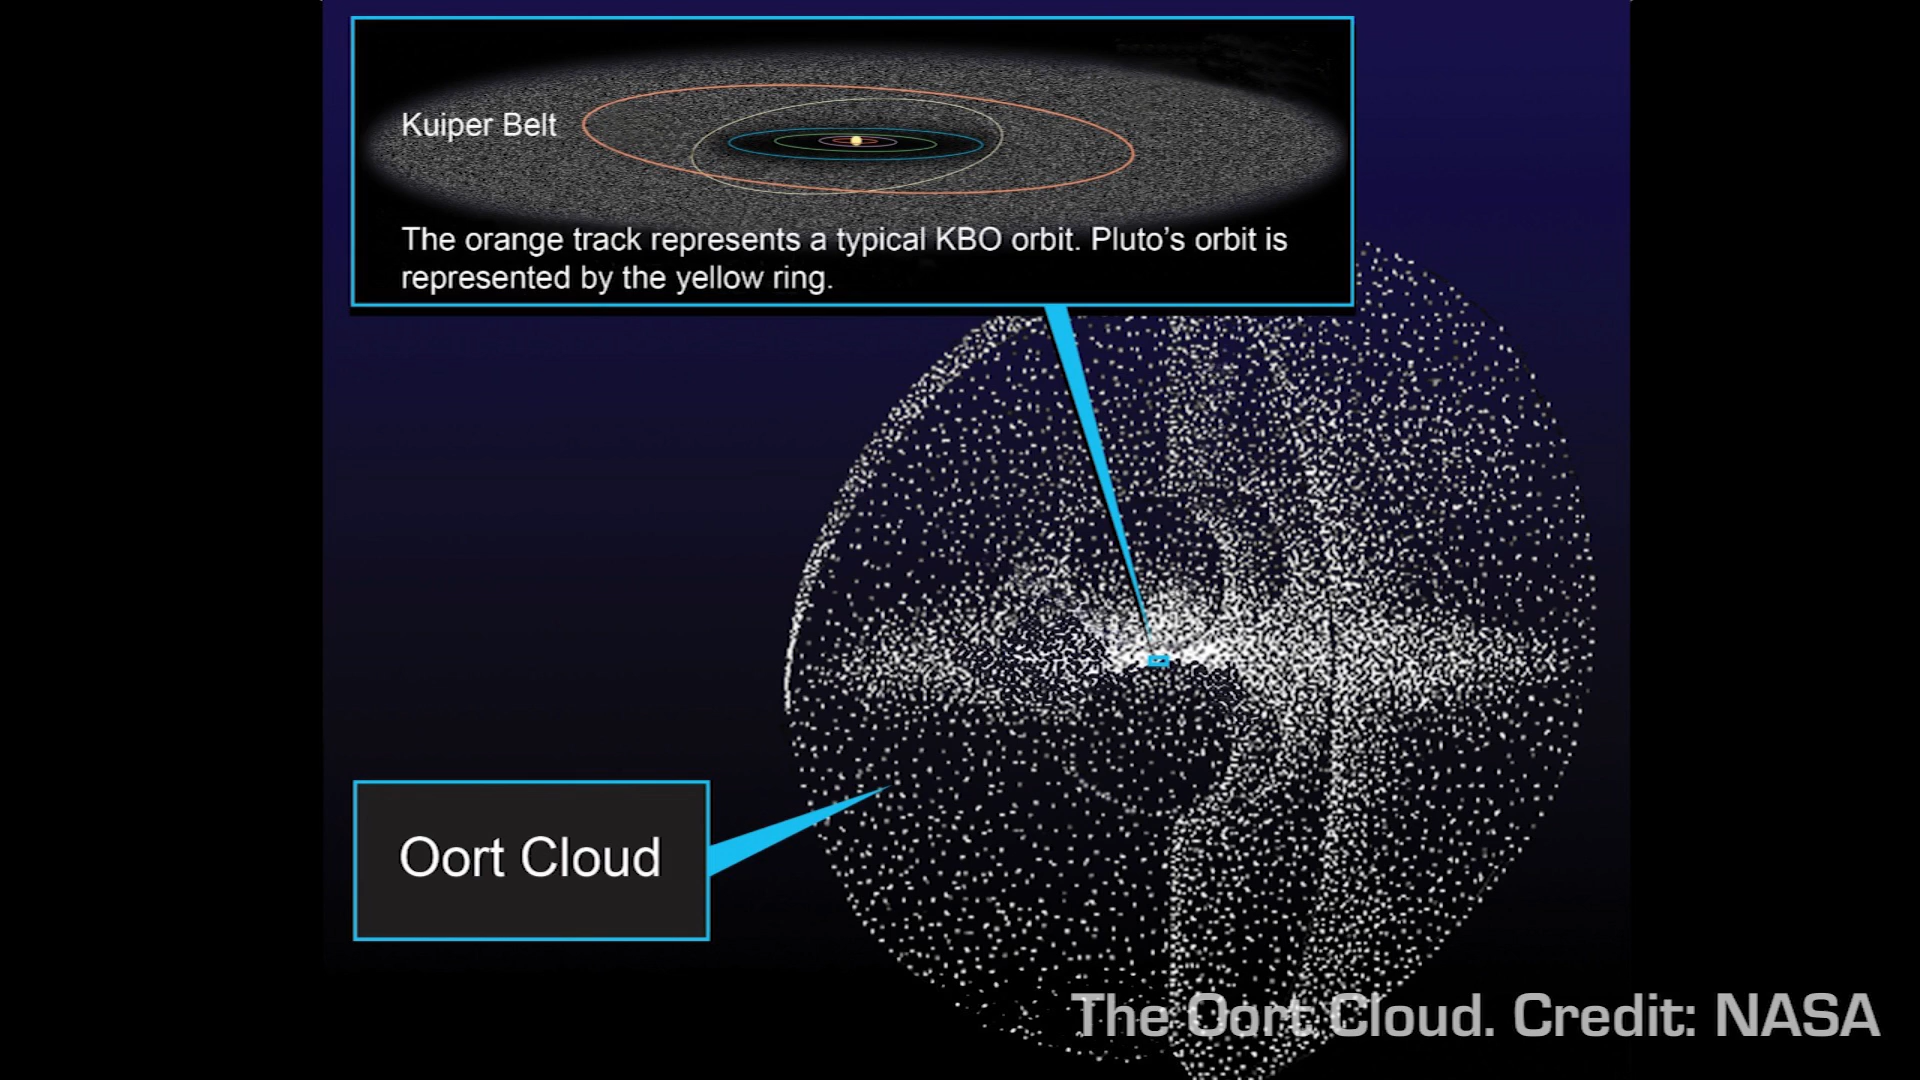 Kuiper Belt
The orange track represents a typical KBO orbit. Pluto’s orbit is
represented by the yellow ring.
Oort Cloud
The Oort Cloud. Credit: NASA